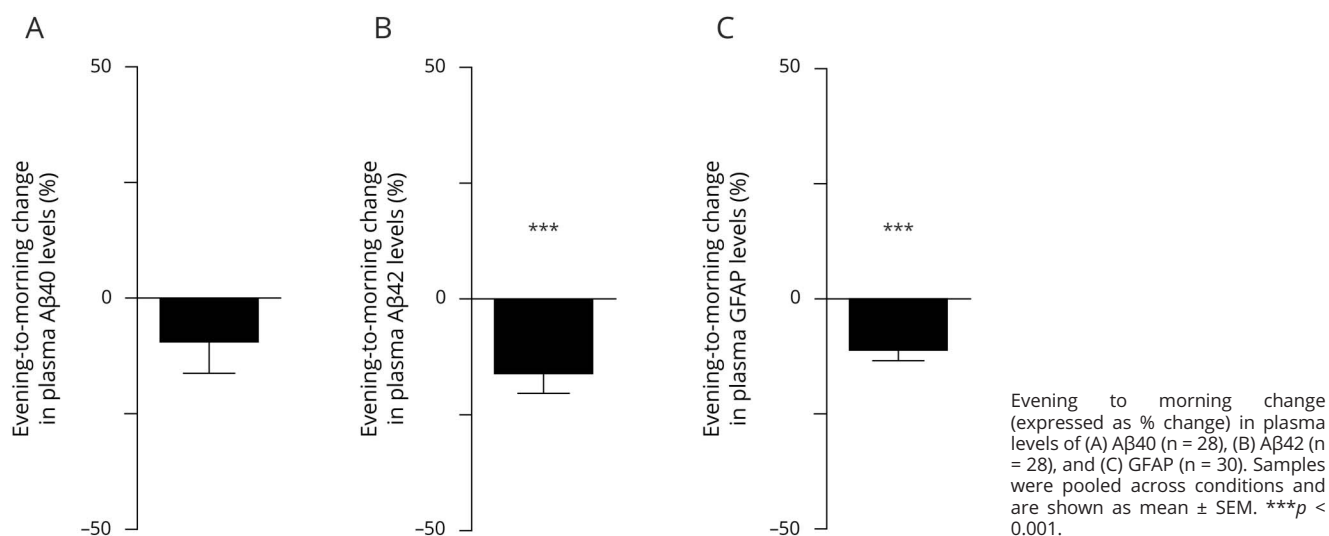 A
50
0
–50
Evening-to-morning change
in plasma Aβ40 levels (%)
B
50
0
–50
Evening-to-morning change
in plasma Aβ42 levels (%)
***
C
50
0
–50
Evening-to-morning change
in plasma GFAP levels (%)
***
Evening to morning change
(expressed as % change) in plasma
levels of (A) Aβ40 (n = 28), (B) Aβ42 (n
= 28), and (C) GFAP (n = 30). Samples
were pooled across conditions and
are shown as mean ± SEM. ***p <
0.001.